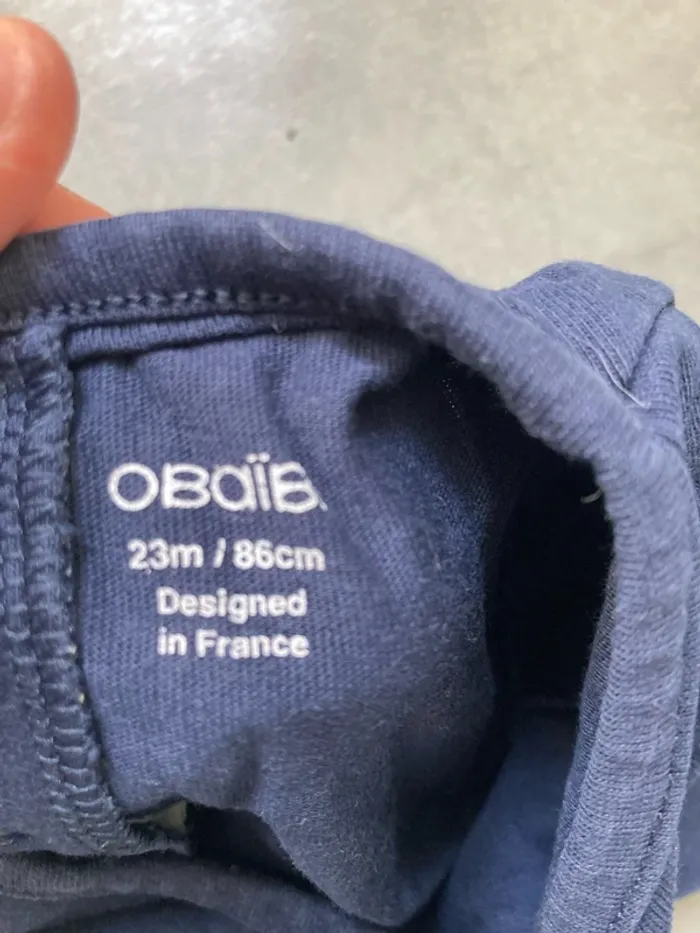 OBaïB
23m / 86cm
Designed
in France